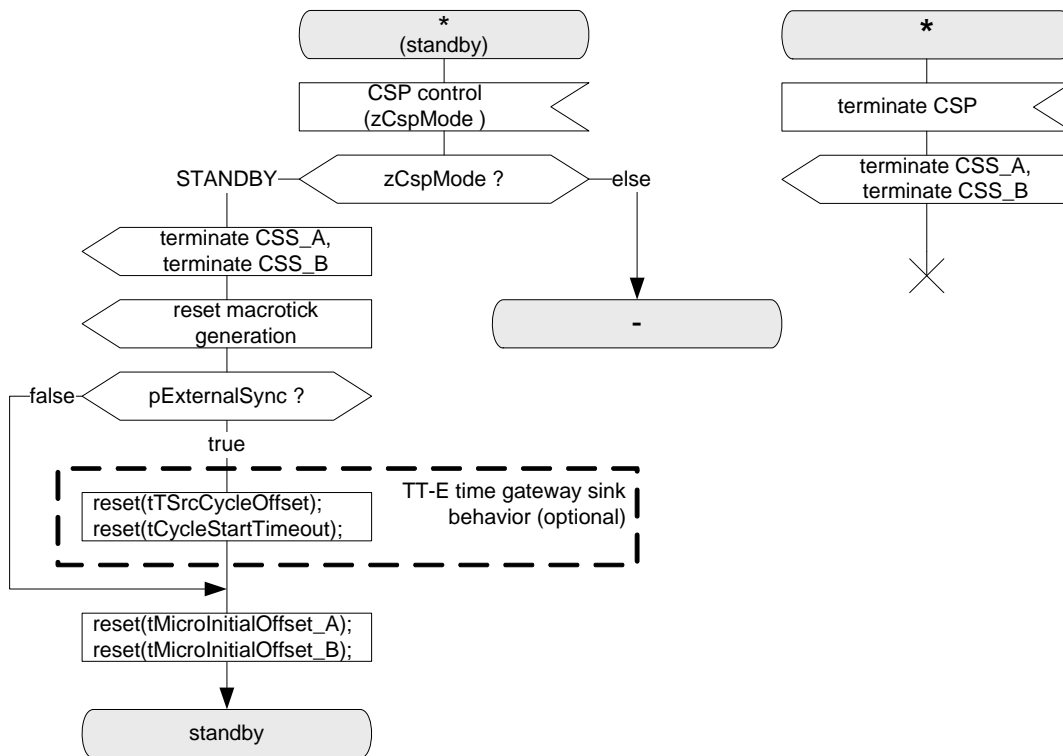 *
(standby)
CSP control
(zCspMode )
zCspMode ?
STANDBY
else
terminate CSS_A,
terminate CSS_B
reset macrotick
generation
-
pExternalSync ?
false
true
TT-E time gateway sink
behavior (optional)
reset(tTSrcCycleOffset);
reset(tCycleStartTimeout);
reset(tMicroInitialOffset_A);
reset(tMicroInitialOffset_B);
standby
*
terminate CSP
terminate CSS_A,
terminate CSS_B